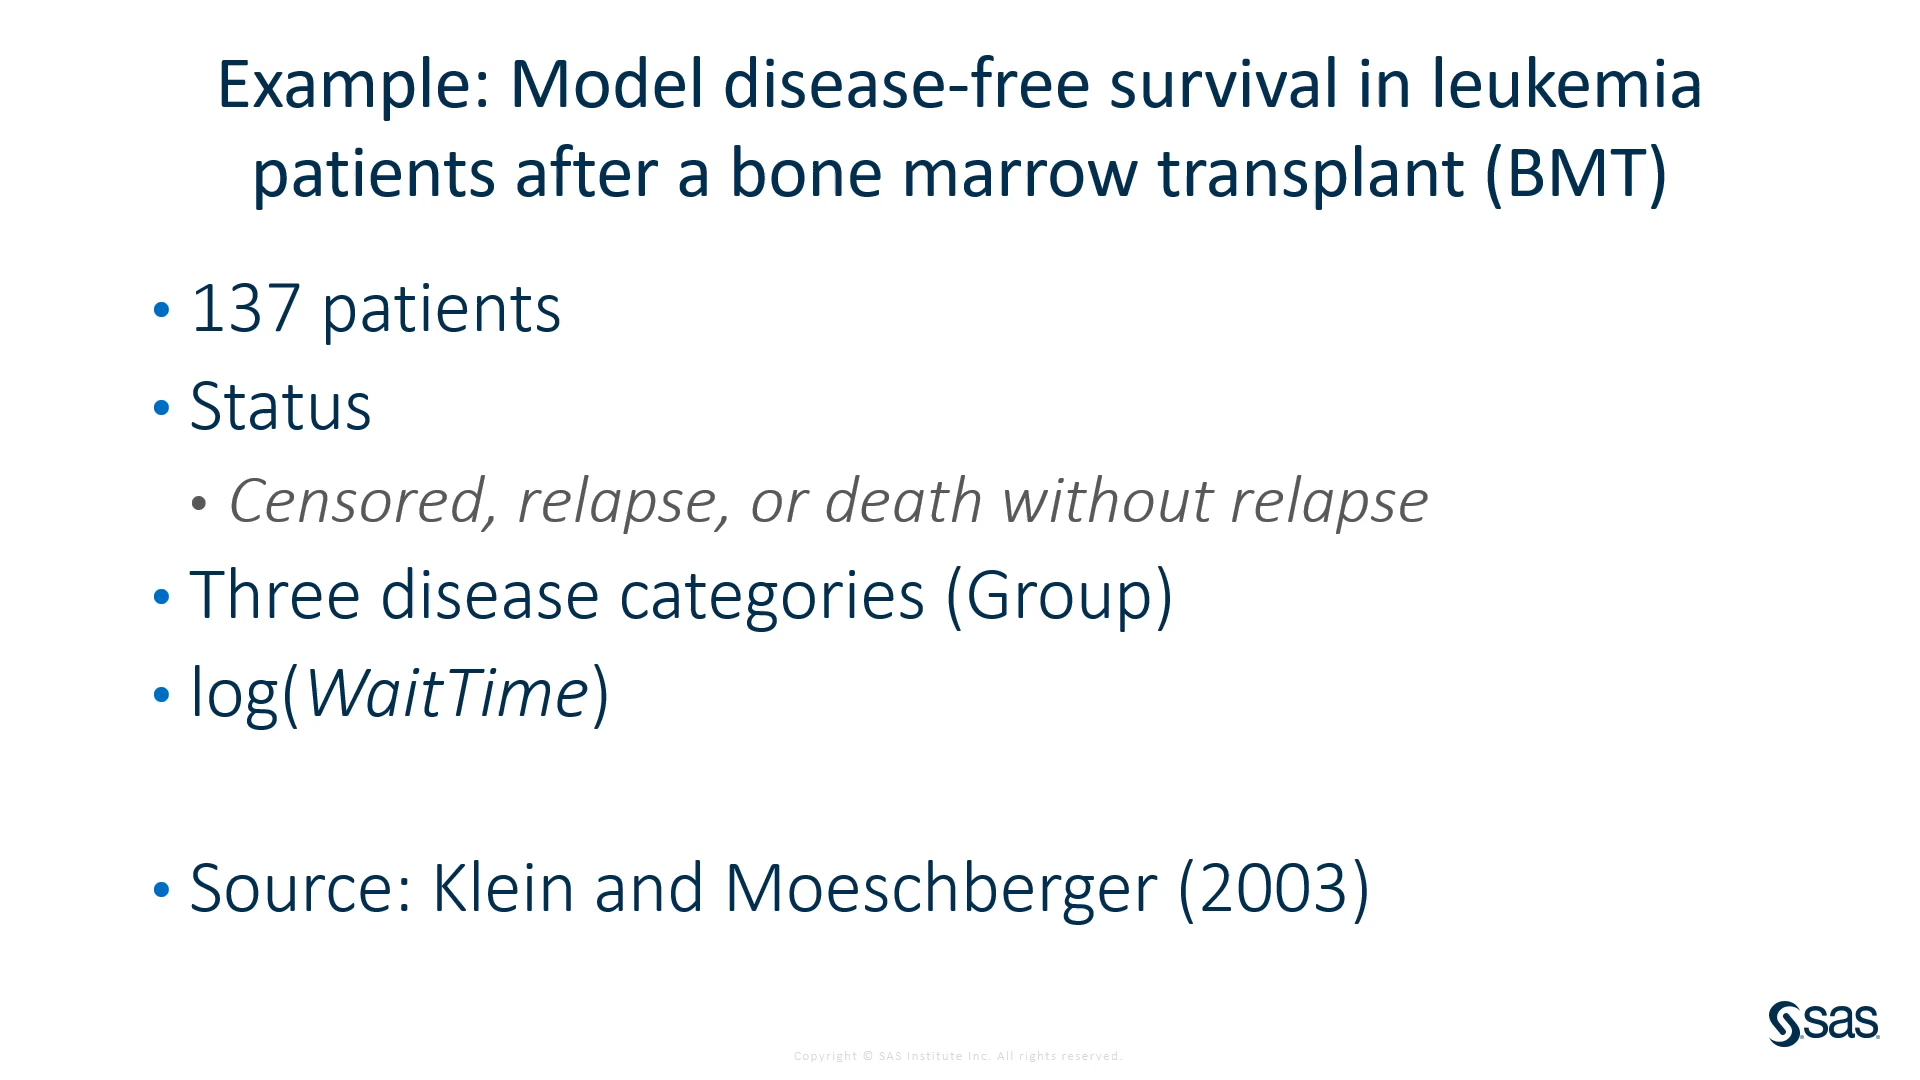 Example: Model disease-free survival in leukemia
patients after a bone marrow transplant (BMT)
• 137 patients
• Status
• Censored, relapse, or death without relapse
• Three disease categories (Group)
• log(WaitTime)
• Source: Klein and Moeschberger (2003)
sas
Copyright © SAS Institute Inc. All rights reserved.